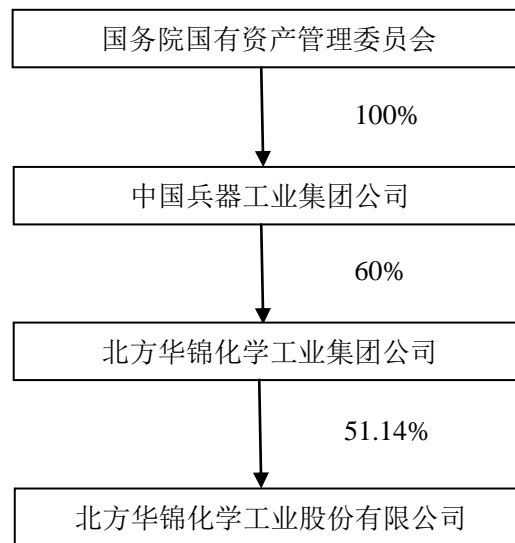 国务院国有资产管理委员会
100%
中国兵器工业集团公司
60%
北方华锦化学工业集团公司
51.14%
北方华锦化学工业股份有限公司